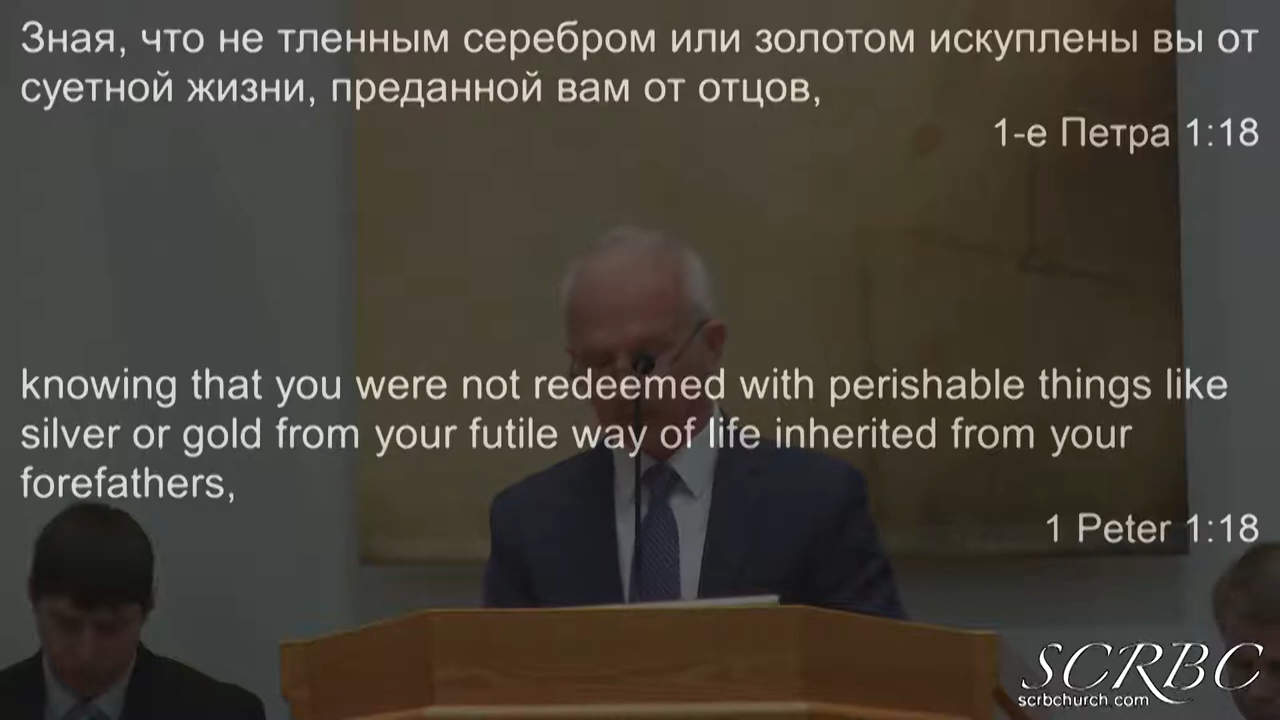 Зная, что не тленным серебром или золотом искуплены вы от
суетной жизни, преданной вам от отцов,
1-е Петра 1:18
knowing that you were not redeemed with perishable things like
silver or gold from your futile way of life inherited from your
forefathers,
1 Peter 1:18
SCRBC
scrbchurch.com